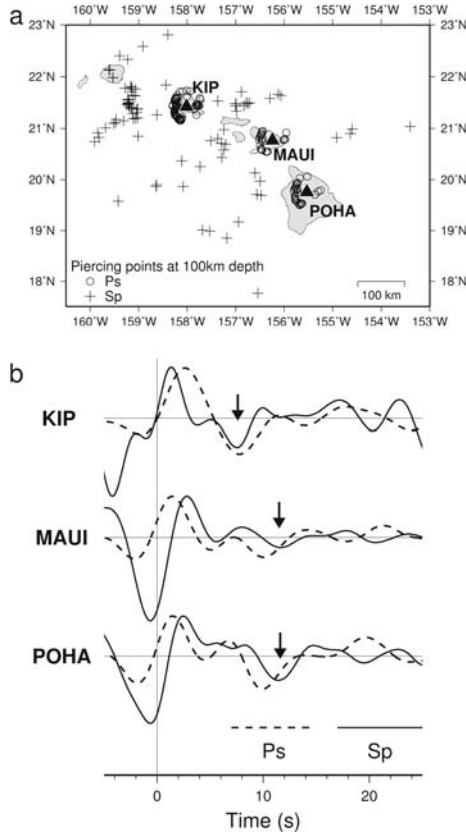 a
160°W 159°W 158°W 157°W 156°W 155°W 154°W 153°W
23°N 23°N
22°N 22°N
21°N 21°N
20°N 20°N
19°N 19°N
18°N 18°N
KIP
MAUI
POHA
Piercing points at 100km depth
Ps
Sp
100 km
160°W 159°W 158°W 157°W 156°W 155°W 154°W 153°W
b
KIP
MAUI
POHA
Ps Sp
0 10 20
Time (s)